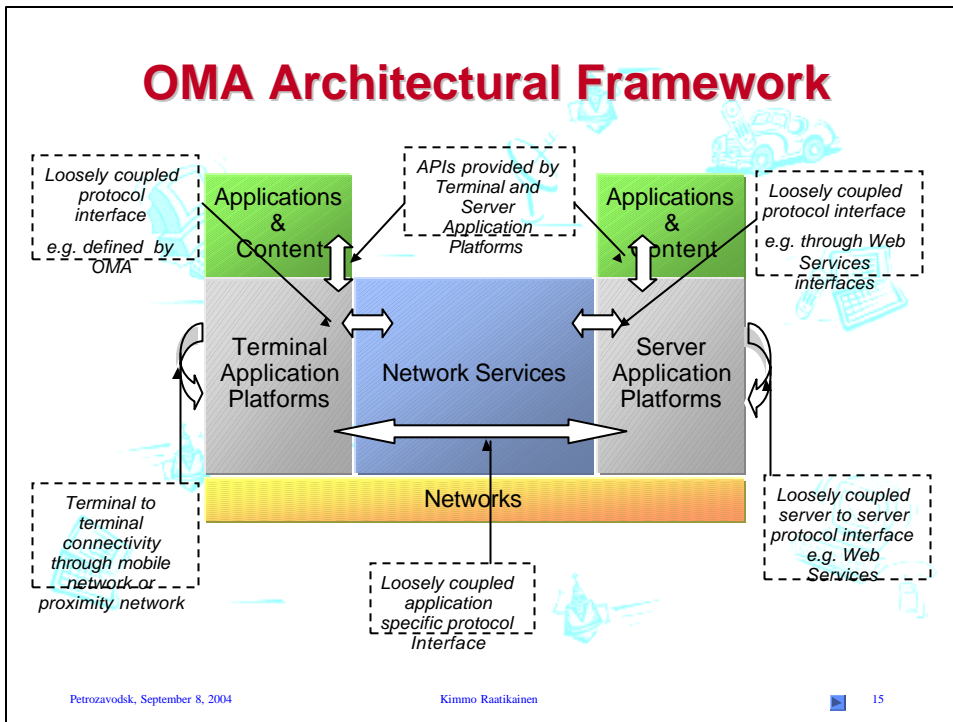 OMA Architectural Framework
Loosely coupled
protocol
interface
e.g. defined by
OMA
Applications
&
Content
APIs provided by
Terminal and
Server
Application
Platforms
Applications
&
Content
Loosely coupled
protocol interface
e.g. through Web
Services
interfaces
Terminal
Application
Platforms
Network Services
Server
Application
Platforms
Networks
Terminal to
terminal
connectivity
through mobile
network or
proximity network
Loosely coupled
application
specific protocol
Interface
Loosely coupled
server to server
protocol interface
e.g. Web
Services
Petrozavodsk, September 8, 2004
Kimmo Raatikainen
15